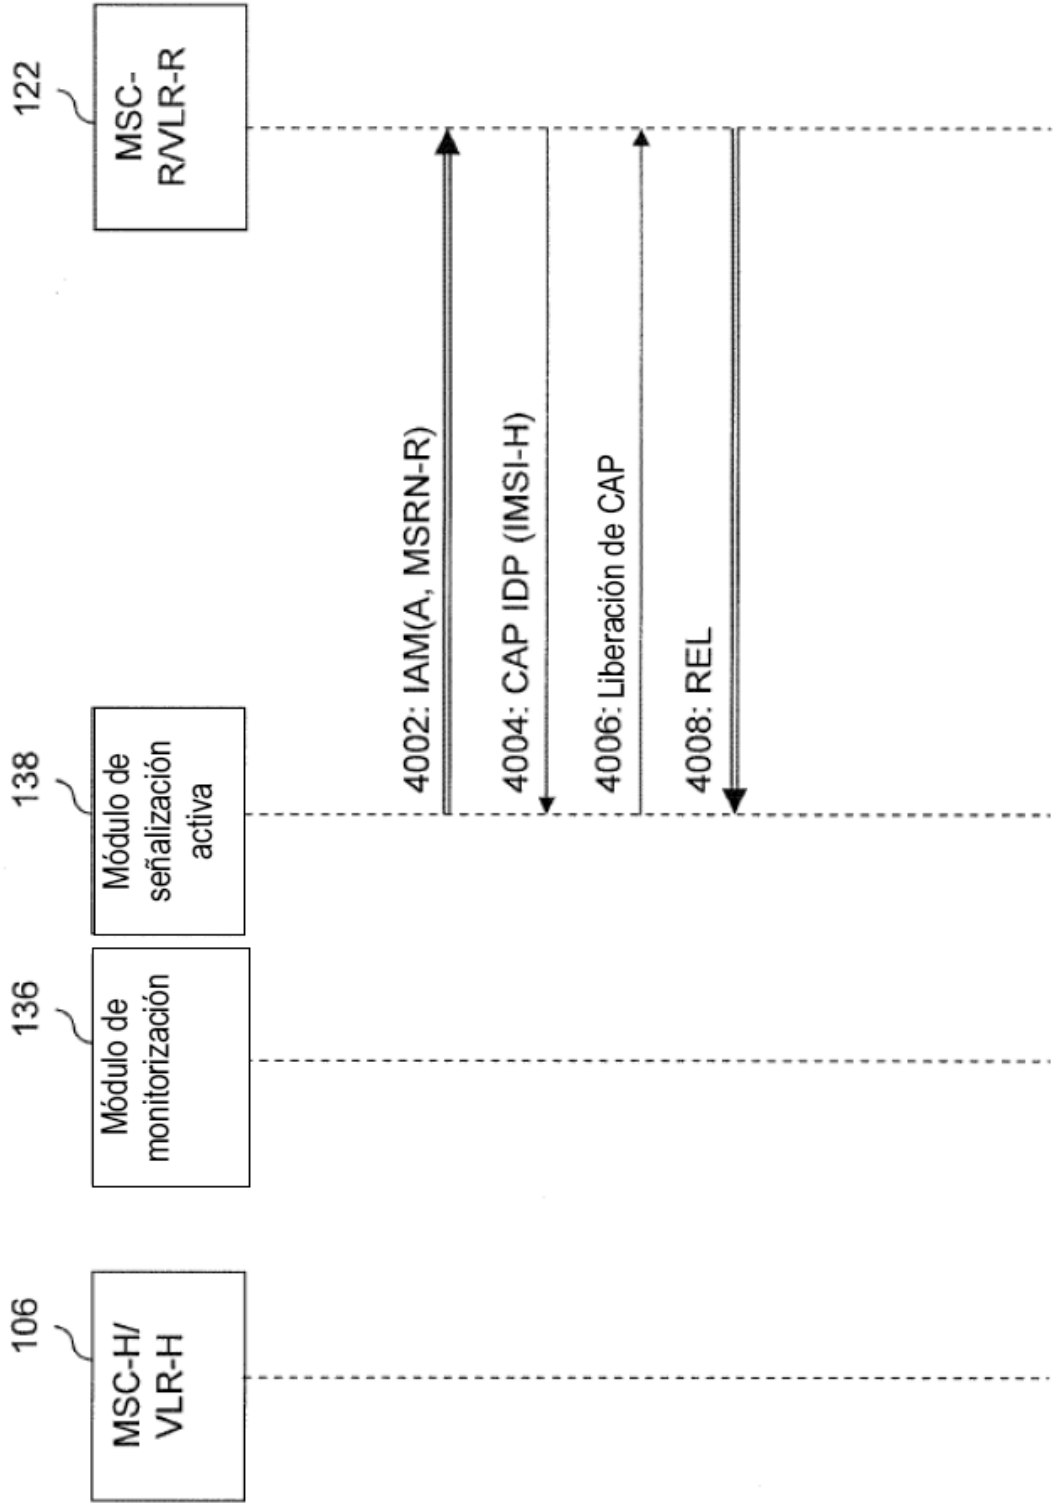 106
136
138
122
MSC-H/
VLR-H
Módulo de
monitorización
Módulo de
señalización
activa
MSC-
R/VLR-R
4002: IAM(A, MSRN-R)
4004: CAP IDP (IMSI-H)
4006: Liberación de CAP
4008: REL